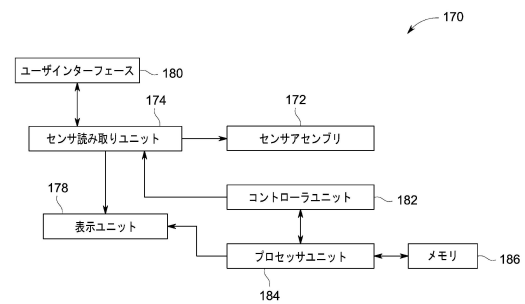 170
ユーザインターフェース
180
174
172
センサ読み取りユニット
センサアセンブリ
178
コントローラユニット
182
表示ユニット
プロセッサユニット
メモリ
186
184